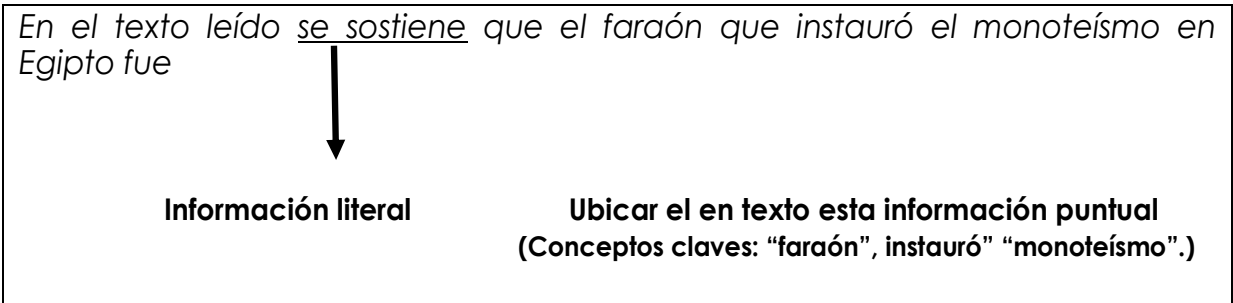 En el texto leído se sostiene que el faraón que instauró el monoteísmo en
Egipto fue
Información literal
Ubicar el en texto esta información puntual
(Conceptos claves: “faraón”, instauró” “monoteísmo”.)